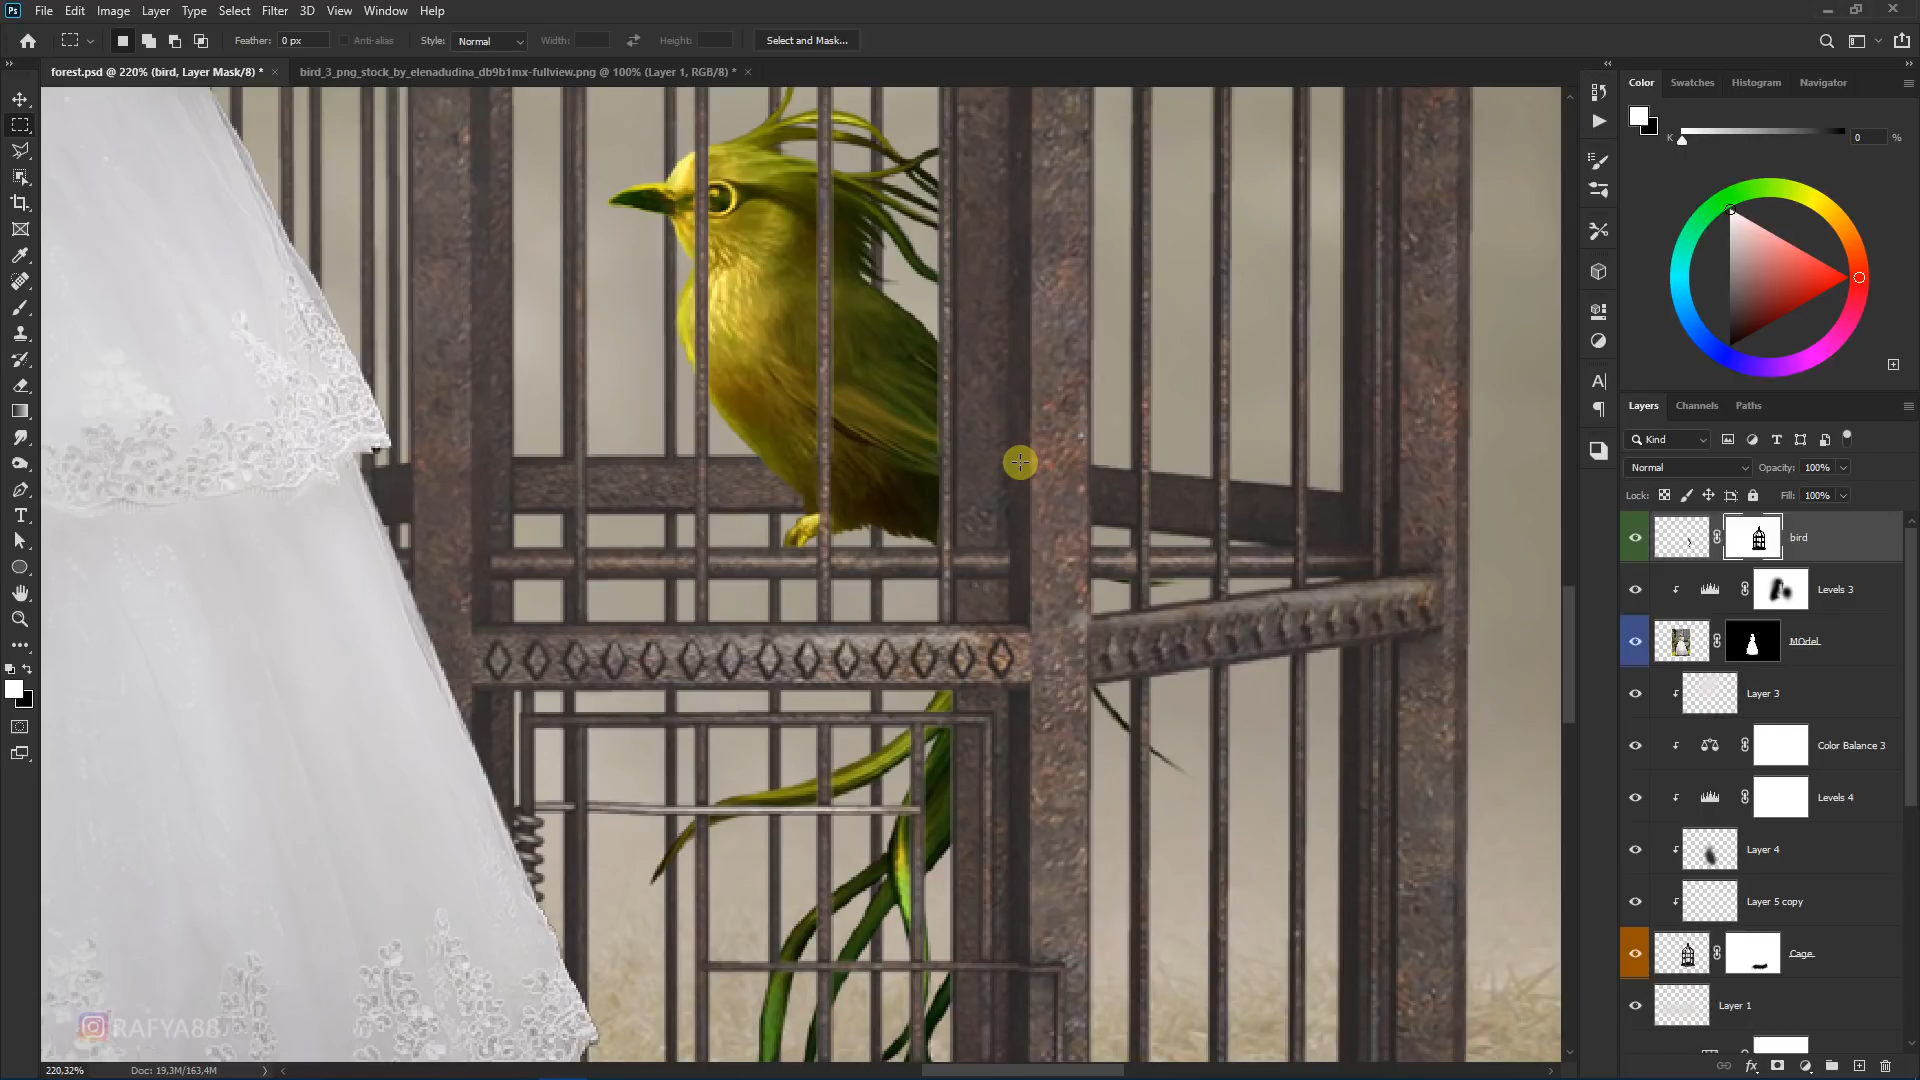 Ps File Edit Image Layer Type Select Filter 3D View Window Help
Feather: 0 px Anti-alias Style: Normal Width: Height: Select and Mask...
forest.psd @ 220% (bird, Layer Mask/8) * × bird_3_png_stock_by_elenadudina_db9b1mx-fullview.png @ 100% (Layer 1, RGB/8) * ×
Color Swatches Histogram Navigator
K 0 %
Layers Channels Paths
Kind
Normal Opacity: 100%
Lock: Fill: 100%
bird
Levels 3
MOdel
Layer 3
Color Balance 3
Levels 4
Layer 4
Layer 5 copy
Cage
Layer 1
RAFYA88
220,32% Doc: 19,3M/163,4M